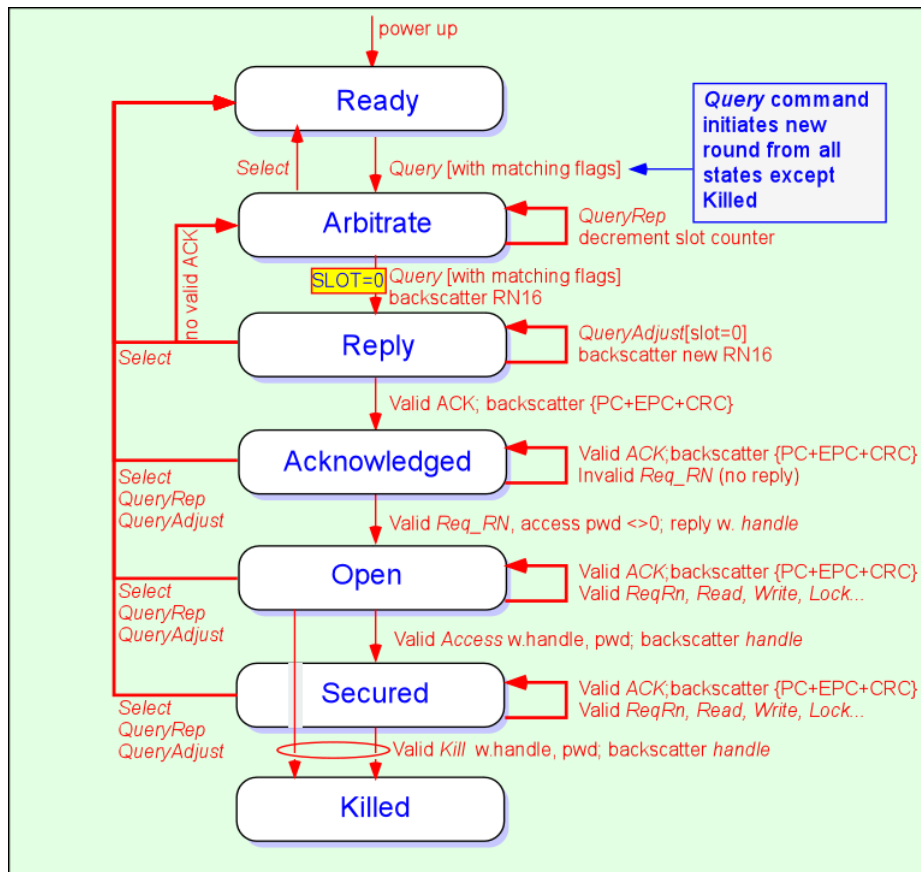 power up
Ready
Query command
initiates new
round from all
states except
Killed
Select
Query [with matching flags]
Arbitrate
QueryRep
decrement slot counter
no valid ACK
SLOT=0
Query [with matching flags]
backscatter RN16
Reply
QueryAdjust[slot=0]
backscatter new RN16
Select
Valid ACK; backscatter {PC+EPC+CRC}
Acknowledged
Valid ACK;backscatter {PC+EPC+CRC}
Invalid Req_RN (no reply)
Select
QueryRep
QueryAdjust
Valid Req_RN, access pwd <>0; reply w. handle
Open
Valid ACK;backscatter {PC+EPC+CRC}
Valid ReqRn, Read, Write, Lock...
Select
QueryRep
QueryAdjust
Valid Access w.handle, pwd; backscatter handle
Secured
Valid ACK;backscatter {PC+EPC+CRC}
Valid ReqRn, Read, Write, Lock...
Select
QueryRep
QueryAdjust
Valid Kill w.handle, pwd; backscatter handle
Killed